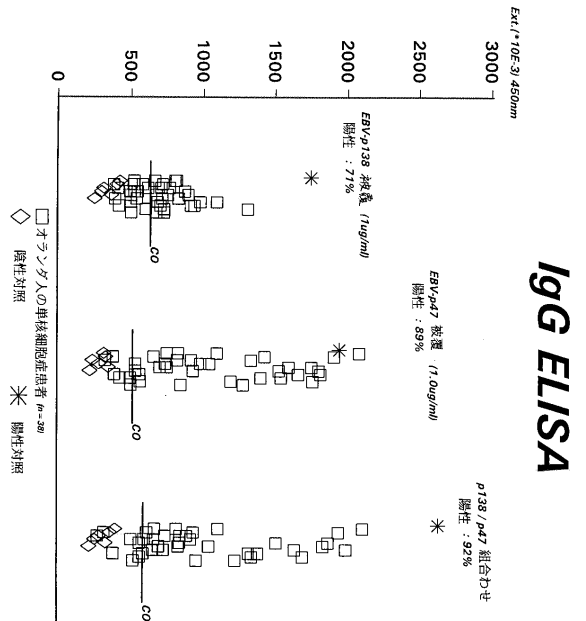 IgG ELISA
Ext.(*10E-3) 450nm
3000
2500
2000
1500
1000
500
0
EBV-p138 被覆 (1ug/ml)
陽性 : 71%
EBV-p47 被覆 (1.0ug/ml)
陽性 : 89%
p138 / p47 組合わせ
陽性 : 92%
CO
CO
CO
オランダ人の単核細胞症患者 (n=38)
陰性対照
陽性対照